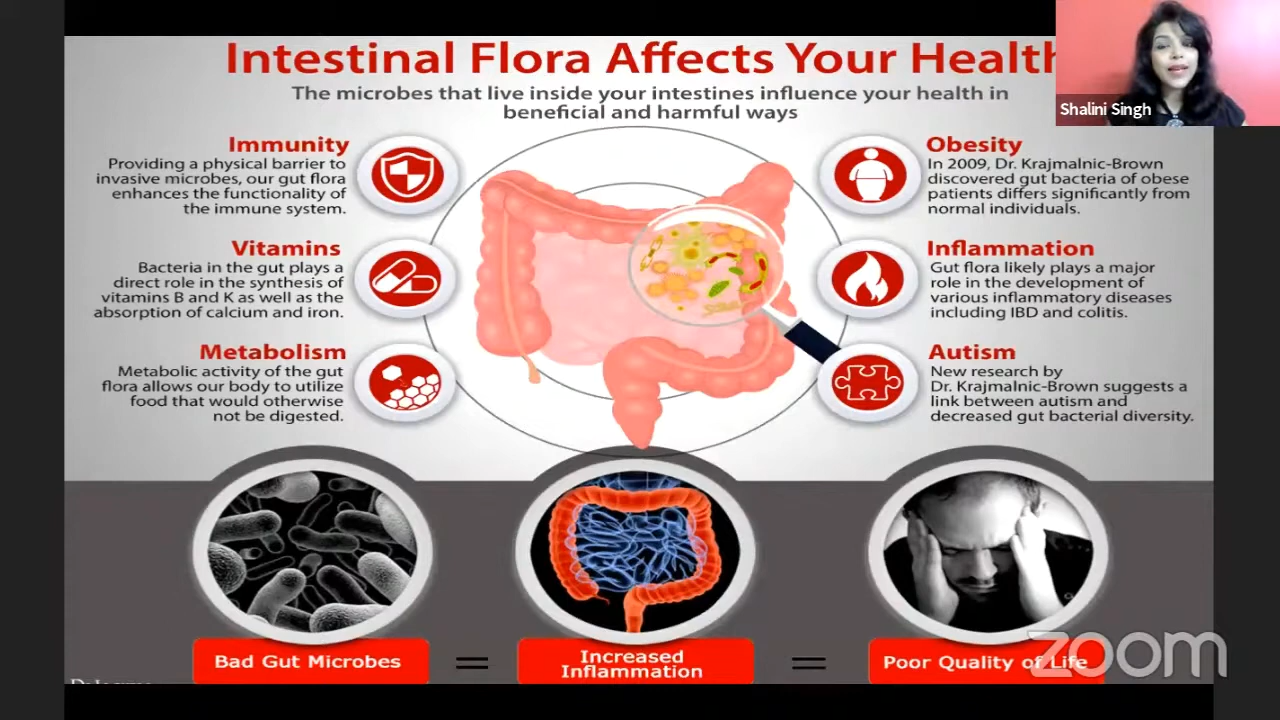 Intestinal Flora Affects Your Health
The microbes that live inside your intestines influence your health in
beneficial and harmful ways
Shalini Singh
Immunity
Providing a physical barrier to
invasive microbes, our gut flora
enhances the functionality of
the immune system.
Vitamins
Bacteria in the gut plays a
direct role in the synthesis of
vitamins B and K as well as the
absorption of calcium and iron.
Metabolism
Metabolic activity of the gut
flora allows our body to utilize
food that would otherwise
not be digested.
Obesity
In 2009, Dr. Krajmalnic-Brown
discovered gut bacteria of obese
patients differs significantly from
normal individuals.
Inflammation
Gut flora likely plays a major
role in the development of
various inflammatory diseases
including IBD and colitis.
Autism
New research by
Dr. Krajmalnic-Brown suggests a
link between autism and
decreased gut bacterial diversity.
Bad Gut Microbes = Increased Inflammation = Poor Quality of Life
zoom